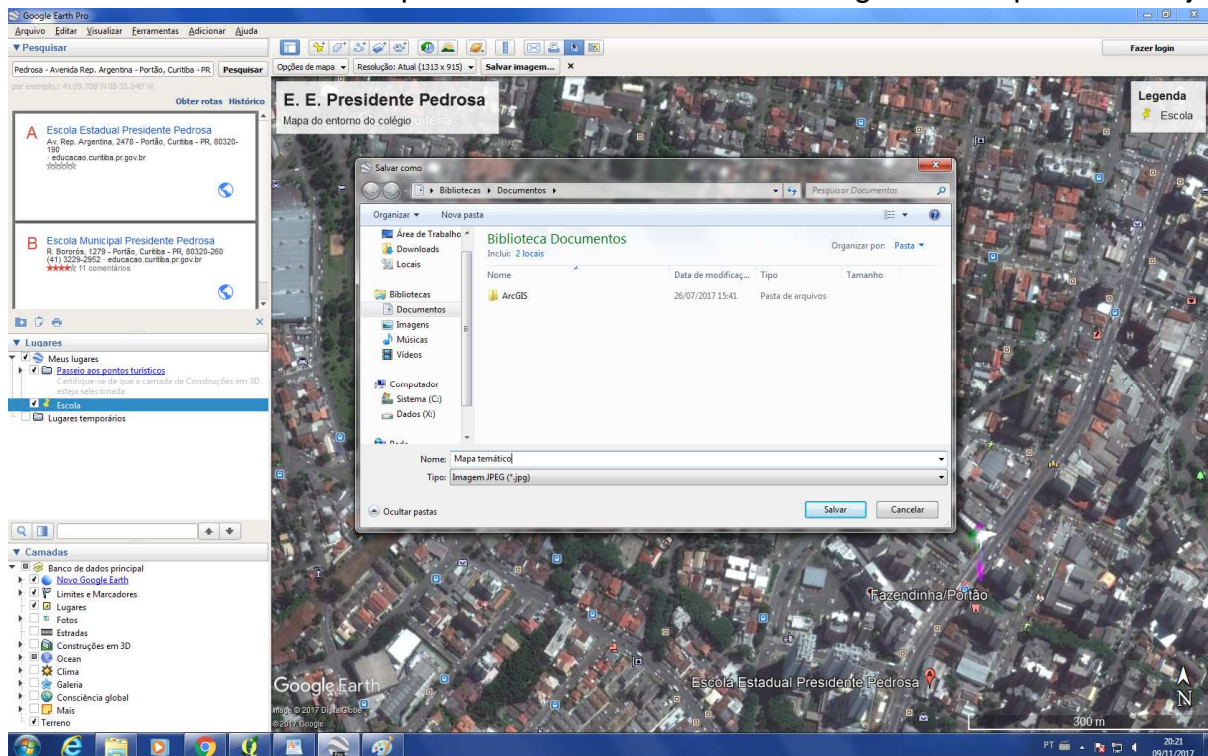 Google Earth Pro
Arquivo Editar Visualizar Ferramentas Adicionar Ajuda
Pesquisar
Fazer login
Pedrosa - Avenida Rep. Argentina - Portão, Curitiba - PR
Pesquisar
Opções de mapa
Resolução: Atual (1313 x 915)
Salvar imagem...
Obter rotas Histórico
A Escola Estadual Presidente Pedrosa
Av. Rep. Argentina, 2478 - Portão, Curitiba - PR, 80320-
190
· educacao.curitiba.pr.gov.br
B Escola Municipal Presidente Pedrosa
R. Bororós, 1279 - Portão, Curitiba - PR, 80320-260
(41) 3229-2952 · educacao.curitiba.pr.gov.br
11 comentários
Lugares
Meus lugares
Passeio aos pontos turísticos
Certifique-se de que a camada de Construções em 3D
esteja selecionada.
Escola
Lugares temporários
Camadas
Banco de dados principal
Novo Google Earth
Limites e Marcadores
Lugares
Fotos
Estradas
Construções em 3D
Ocean
Clima
Galeria
Consciência global
Mais
Terreno
E. E. Presidente Pedrosa
Mapa do entorno do colégio
Legenda
Escola
Salvar como
Bibliotecas Documentos
Pesquisar Documentos
Organizar Nova pasta
Área de Trabalho
Downloads
Locais
Bibliotecas
Documentos
Imagens
Músicas
Vídeos
Computador
Sistema (C:)
Dados (X:)
Biblioteca Documentos
Inclui: 2 locais
Organizar por: Pasta
Nome Data de modificaç... Tipo Tamanho
ArcGIS 26/07/2017 15:41 Pasta de arquivos
Nome: Mapa temático
Tipo: Imagem JPEG (*.jpg)
Ocultar pastas
Salvar Cancelar
Fazendinha/Portão
Escola Estadual Presidente Pedrosa
Google Earth
© 2017 Google
N
300 m
PT
20:21
09/11/2017